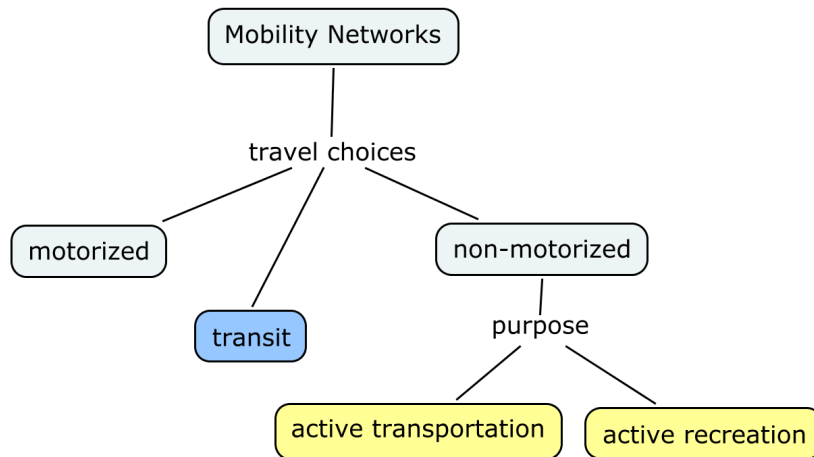 Mobility Networks
travel choices
motorized
non-motorized
transit
purpose
active transportation
active recreation